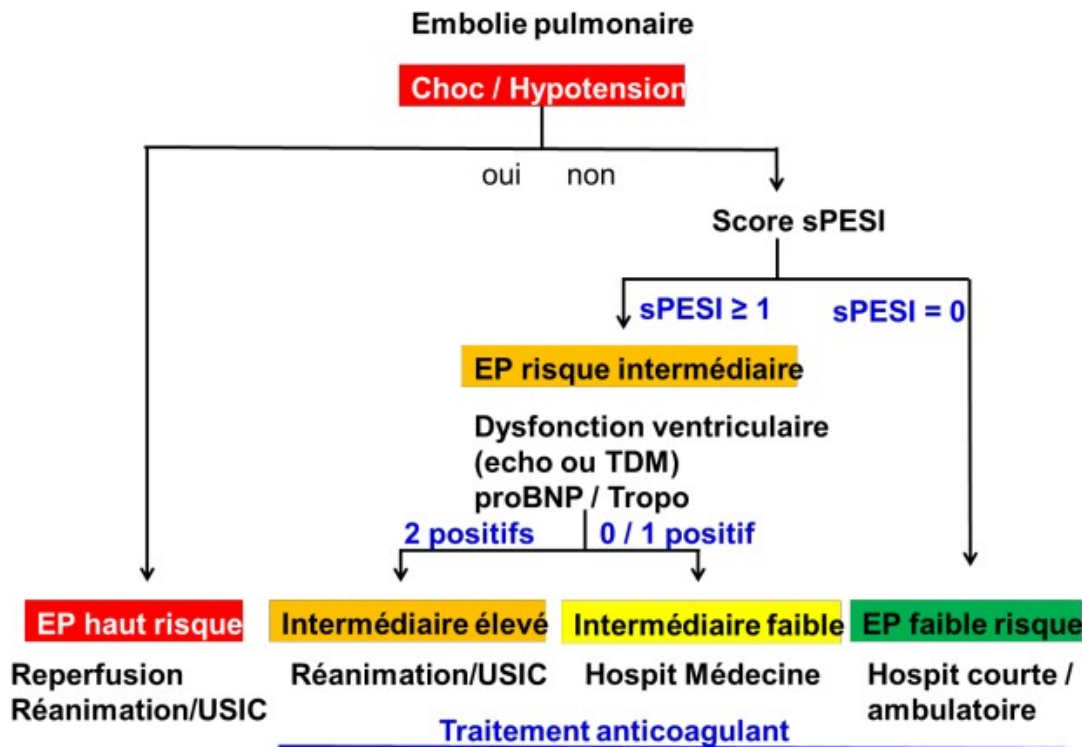 Embolie pulmonaire
Choc / Hypotension
oui non
Score sPESI
sPESI ≥ 1 sPESI = 0
EP risque intermédiaire
Dysfonction ventriculaire
(echo ou TDM)
proBNP / Tropo
2 positifs 0 / 1 positif
EP haut risque Intermédiaire élevé Intermédiaire faible EP faible risque
Reperfusion Réanimation/USIC Hospit Médecine Hospit courte /
Réanimation/USIC ambulatoire
Traitement anticoagulant